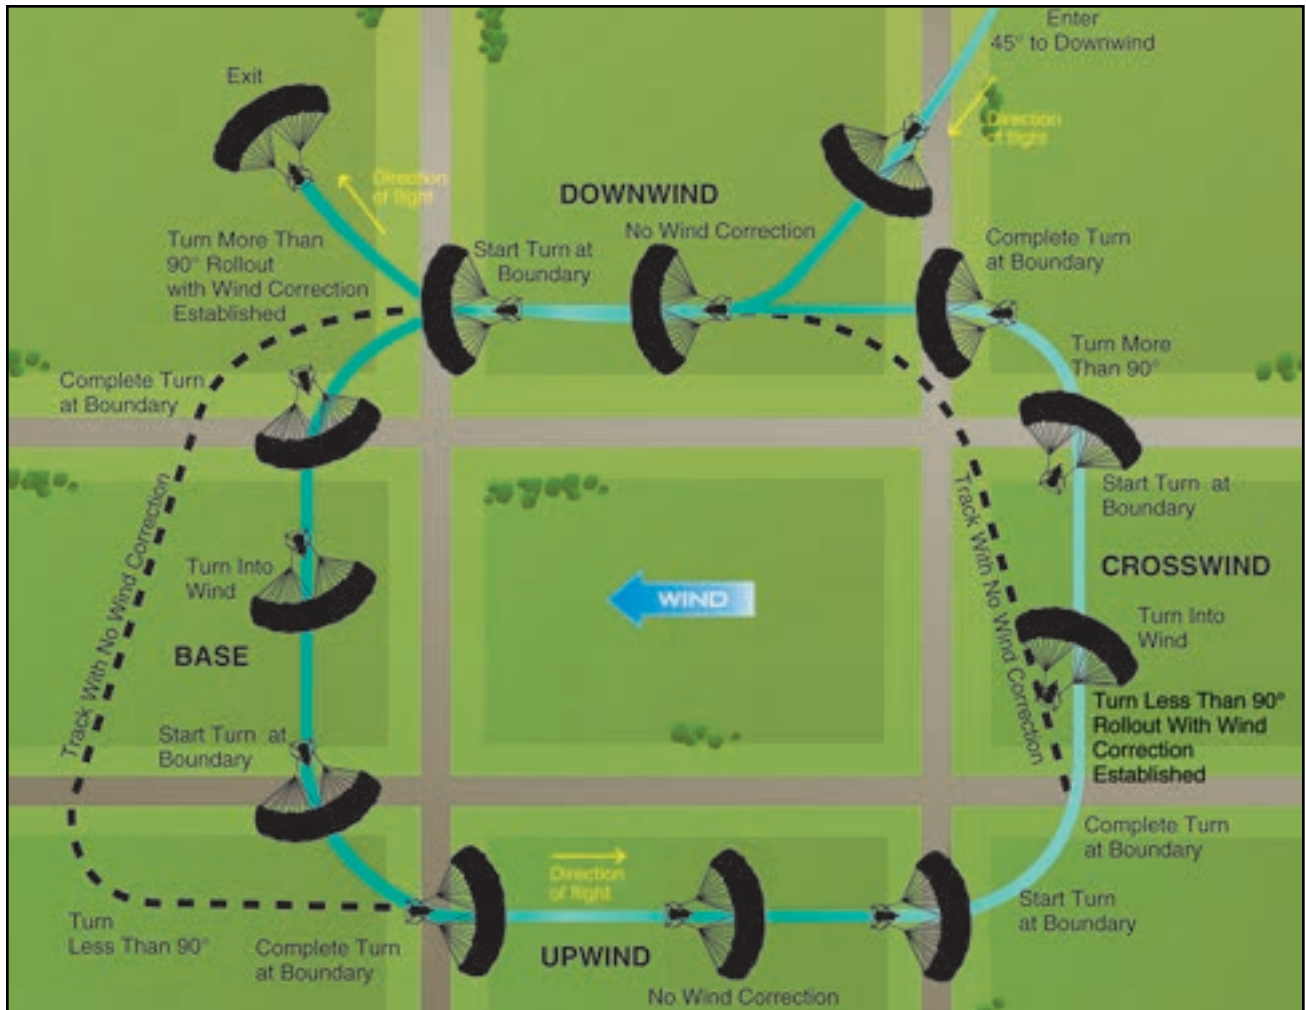 Enter
45° to Downwind
Exit
Direction
of flight
Direction
of flight
DOWNWIND
No Wind Correction
Turn More Than
90° Rollout
with Wind Correction
Established
Start Turn at
Boundary
Complete Turn
at Boundary
Turn More
Than 90°
Complete Turn
at Boundary
Start Turn at
Boundary
Track With No Wind Correction
Track With No Wind Correction
Turn Into
Wind
WIND
CROSSWIND
Turn Into
Wind
BASE
Turn Less Than 90°
Rollout With Wind
Correction
Established
Start Turn at
Boundary
Complete Turn
at Boundary
Direction
of flight
Start Turn
at Boundary
Turn
Less Than 90°
Complete Turn
at Boundary
UPWIND
No Wind Correction